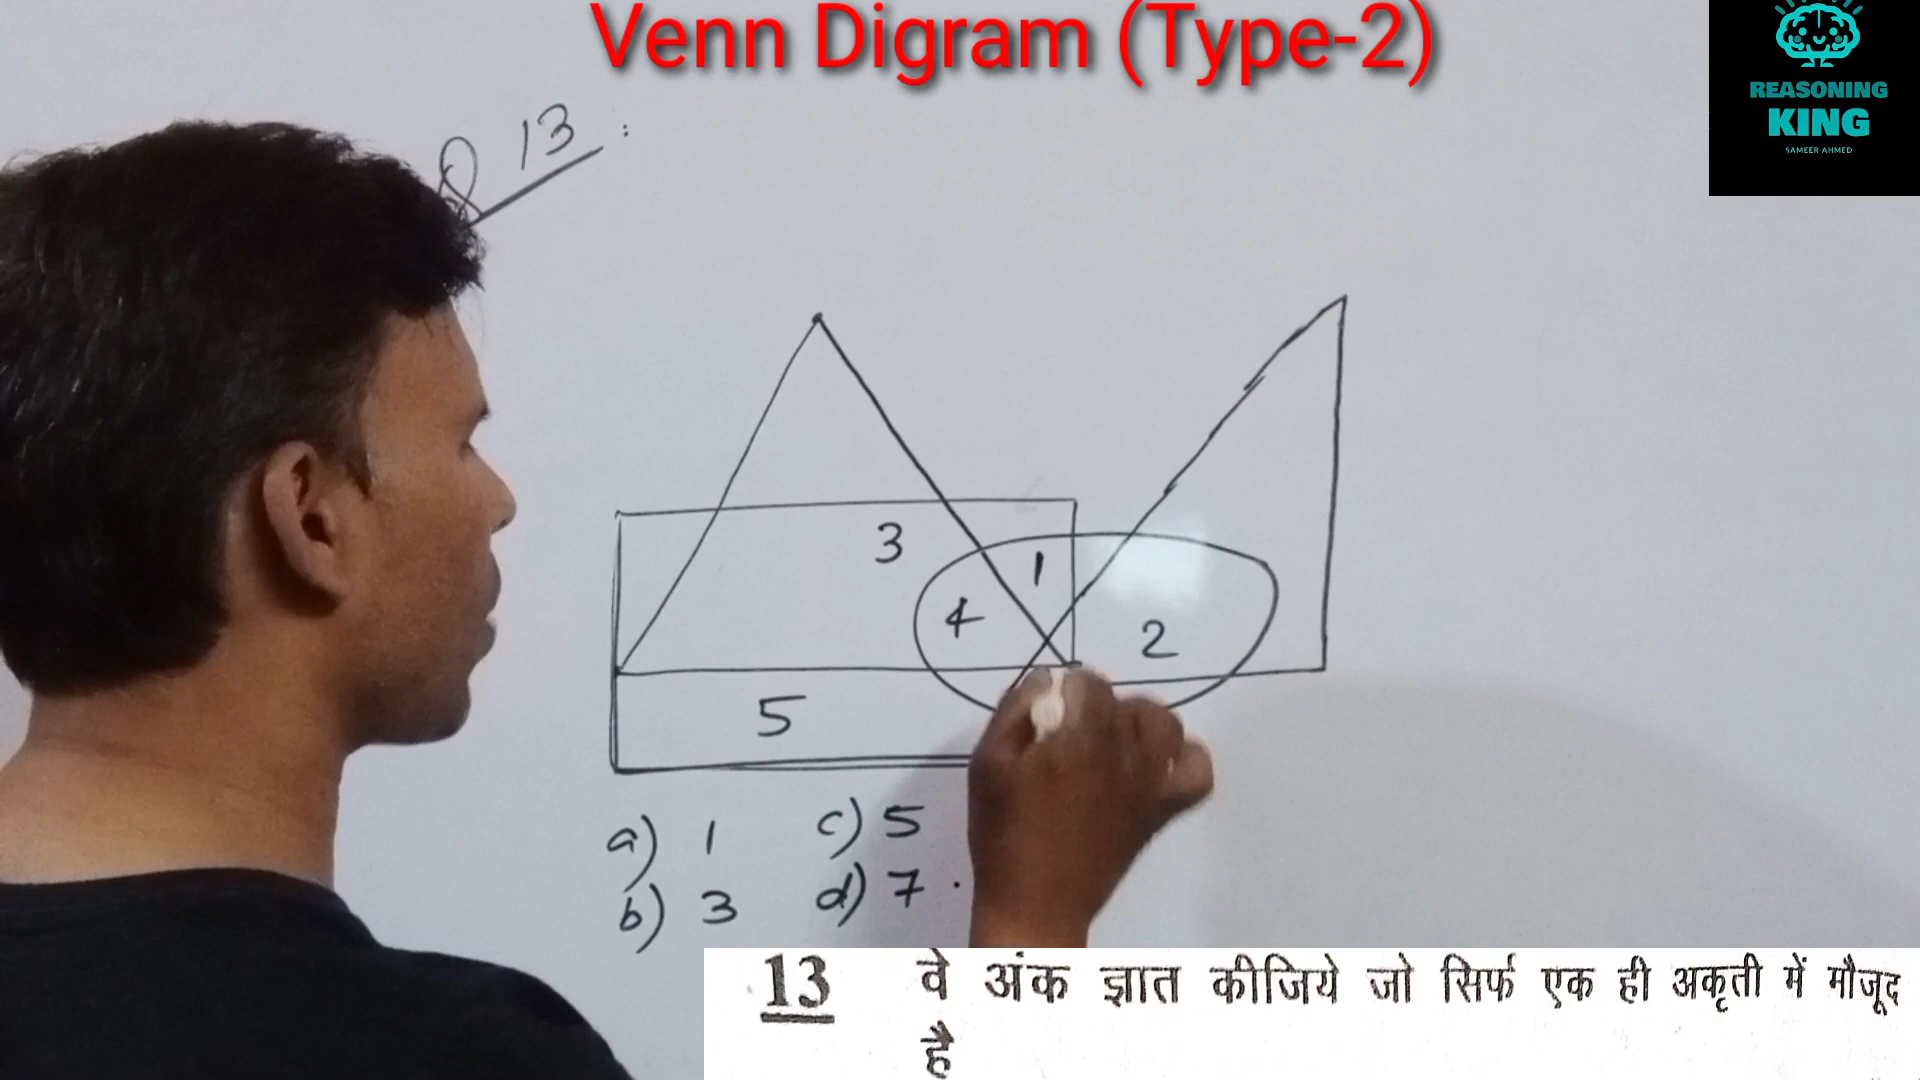 Venn Digram (Type-2)
REASONING
KING
SAMEER AHMED
Q 13 :
3
1
4
2
5
a) 1 c) 5
b) 3 d) 7.
13 वे अंक ज्ञात कीजिये जो सिर्फ एक ही अकृती में मौजूद
है